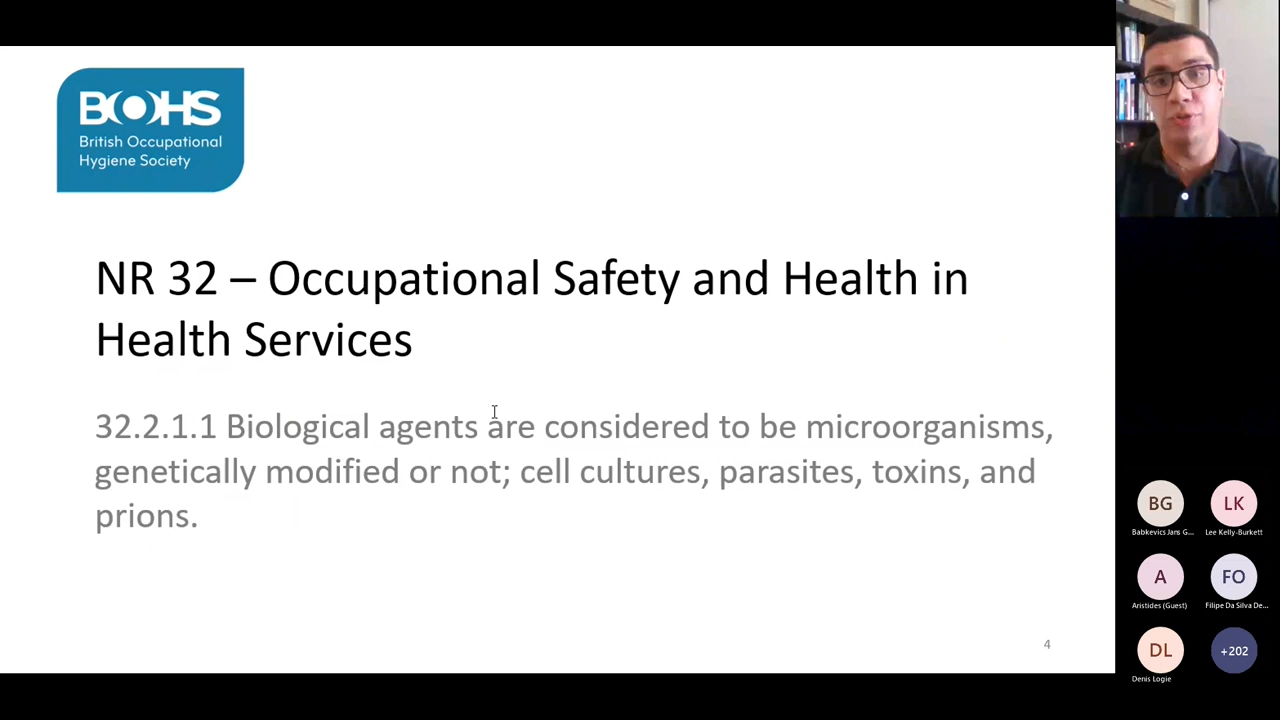 BOHS
British Occupational
Hygiene Society
NR 32 – Occupational Safety and Health in
Health Services
32.2.1.1 Biological agents are considered to be microorganisms,
genetically modified or not; cell cultures, parasites, toxins, and
prions.
4
BG
LK
Babkevics Jans G...
Lee Kelly-Burkett
A
FO
Aristides (Guest)
Filipe Da Silva De...
DL
+202
Denis Logie